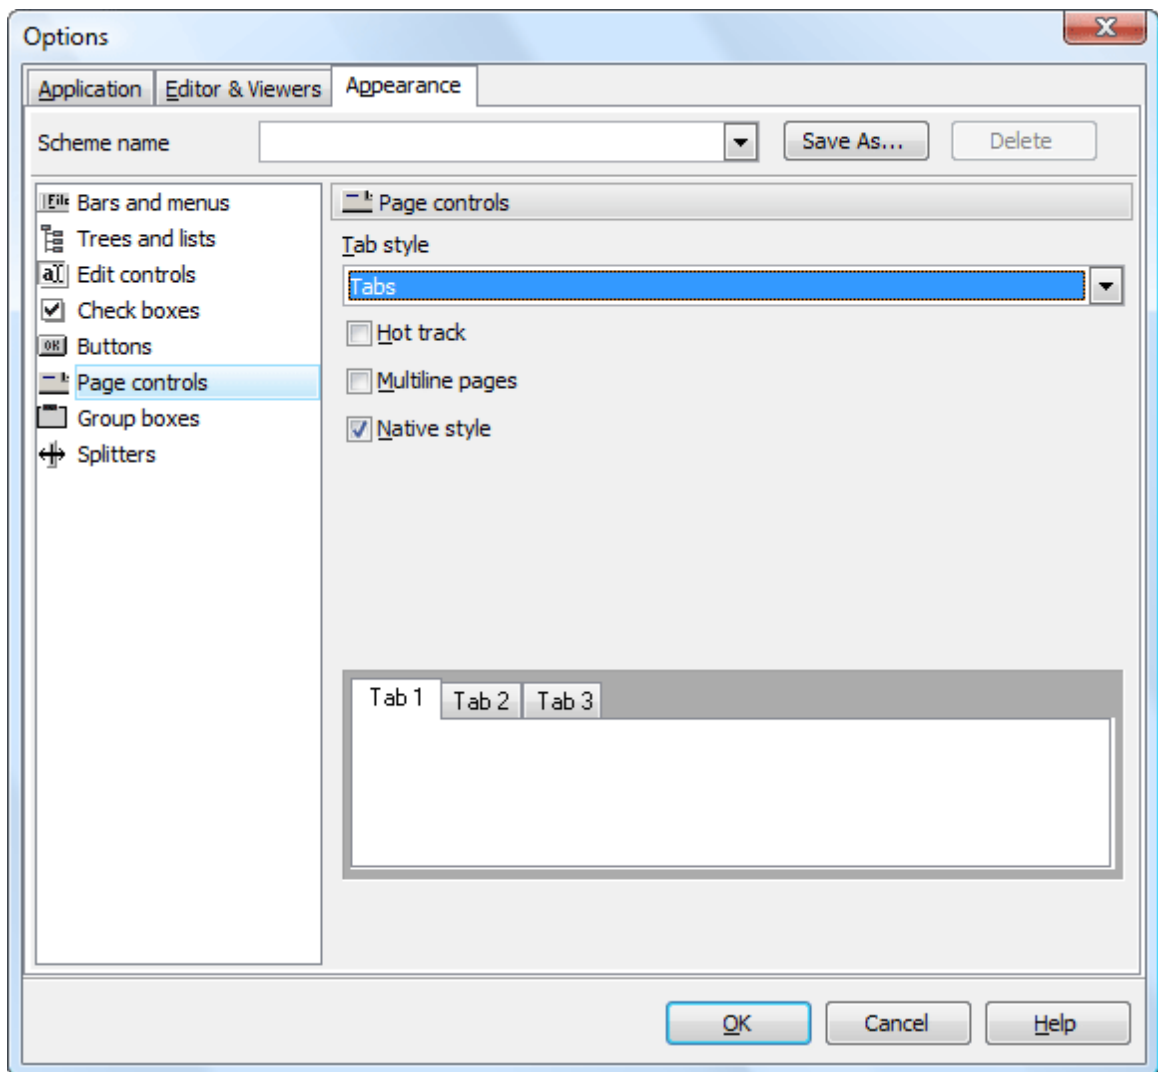 Options
Application Editor & Viewers Appearance
Scheme name Save As... Delete
Bars and menus
Trees and lists
Edit controls
Check boxes
Buttons
Page controls
Group boxes
Splitters
Page controls
Tab style
Tabs
Hot track
Multiline pages
Native style
Tab 1 Tab 2 Tab 3
OK Cancel Help